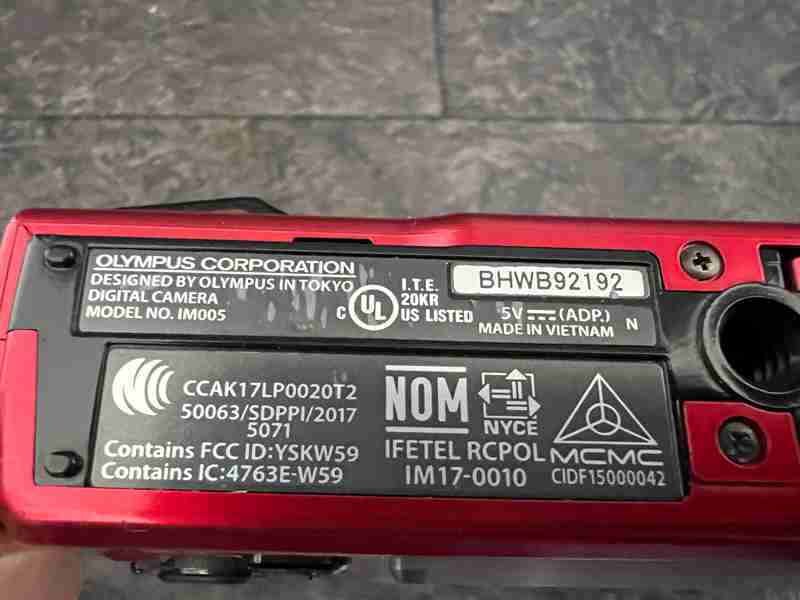 OLYMPUS CORPORATION
DESIGNED BY OLYMPUS IN TOKYO
DIGITAL CAMERA
MODEL NO. IM005
C UL US LISTED
I.T.E.
20KR
BHWB92192
5V ⎓ (ADP.)
MADE IN VIETNAM N
CCAK17LP0020T2
50063/SDPPI/2017
5071
Contains FCC ID:YSKW59
Contains IC:4763E-W59
NOM
NYCE
IFETEL RCPOL
IM17-0010
MCMC
CIDF15000042